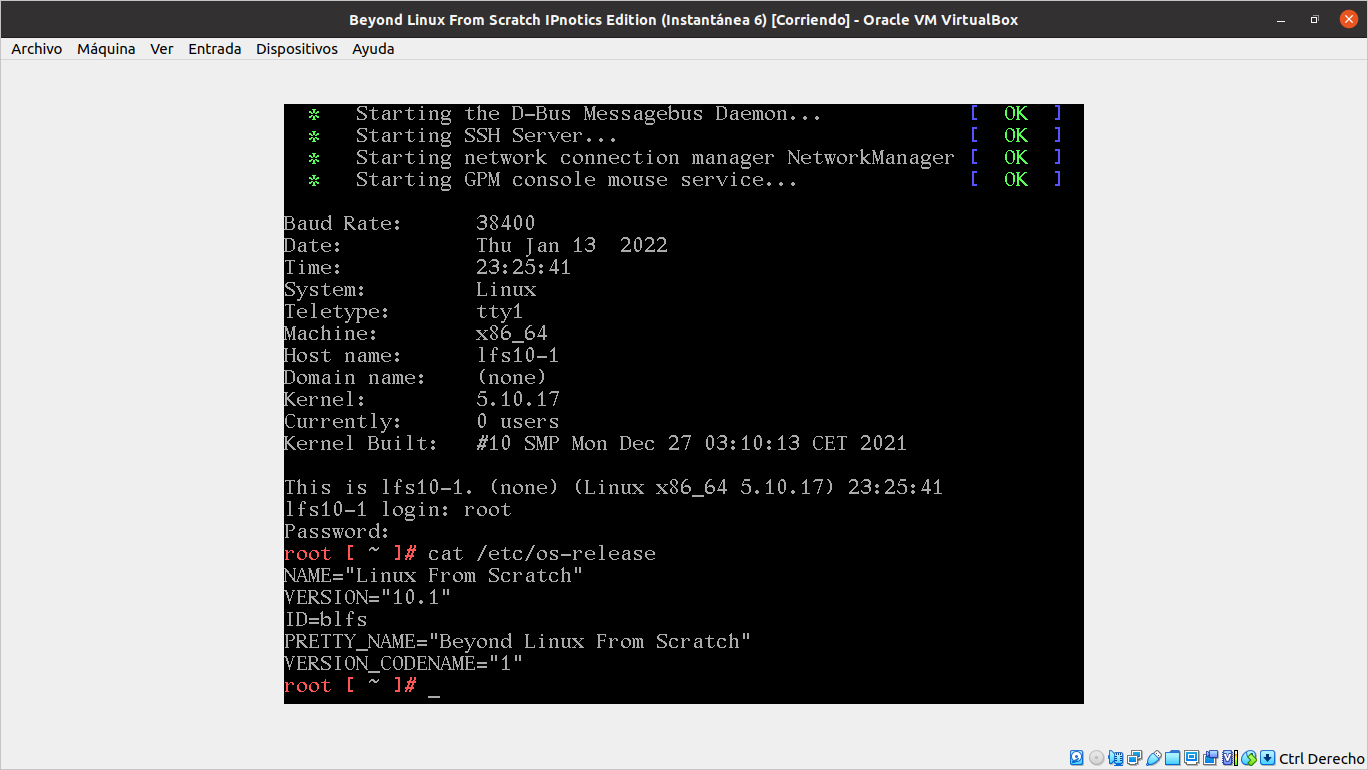 Beyond Linux From Scratch IPnotics Edition (Instantánea 6) [Corriendo] - Oracle VM VirtualBox
Archivo Máquina Ver Entrada Dispositivos Ayuda
* Starting the D-Bus Messagebus Daemon... [ OK ]
* Starting SSH Server... [ OK ]
* Starting network connection manager NetworkManager [ OK ]
* Starting GPM console mouse service... [ OK ]
Baud Rate: 38400
Date: Thu Jan 13  2022
Time: 23:25:41
System: Linux
Teletype: tty1
Machine: x86_64
Host name: lfs10-1
Domain name: (none)
Kernel: 5.10.17
Currently: 0 users
Kernel Built: #10 SMP Mon Dec 27 03:10:13 CET 2021
This is lfs10-1. (none) (Linux x86_64 5.10.17) 23:25:41
lfs10-1 login: root
Password:
root [ ~ ]# cat /etc/os-release
NAME="Linux From Scratch"
VERSION="10.1"
ID=blfs
PRETTY_NAME="Beyond Linux From Scratch"
VERSION_CODENAME="1"
root [ ~ ]# _
Ctrl Derecho